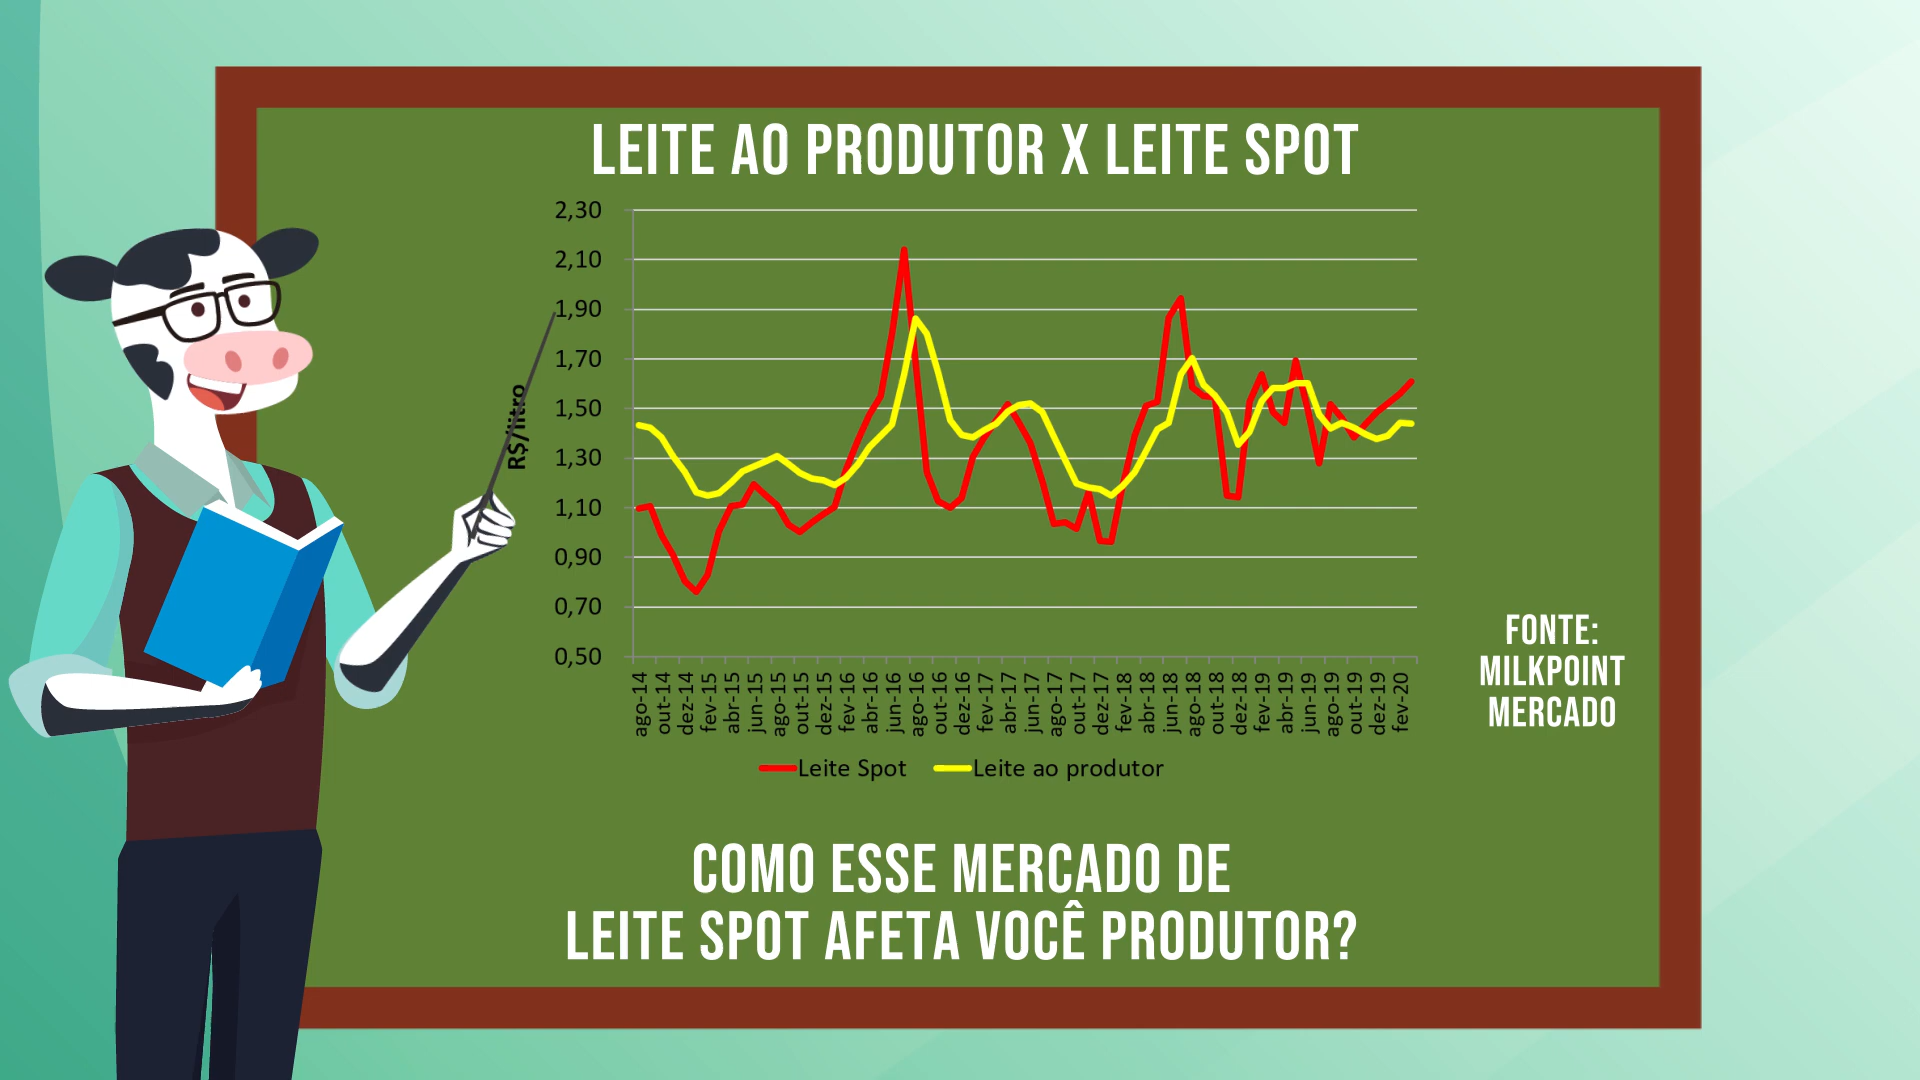 LEITE AO PRODUTOR X LEITE SPOT
2,30
2,10
1,90
1,70
1,50
1,30
1,10
0,90
0,70
0,50
R$/litro
ago-14
out-14
dez-14
fev-15
abr-15
jun-15
ago-15
out-15
dez-15
fev-16
abr-16
jun-16
ago-16
out-16
dez-16
fev-17
abr-17
jun-17
ago-17
out-17
dez-17
fev-18
abr-18
jun-18
ago-18
out-18
dez-18
fev-19
abr-19
jun-19
ago-19
out-19
dez-19
fev-20
Leite Spot
Leite ao produtor
FONTE:
MILKPOINT
MERCADO
COMO ESSE MERCADO DE
LEITE SPOT AFETA VOCÊ PRODUTOR?